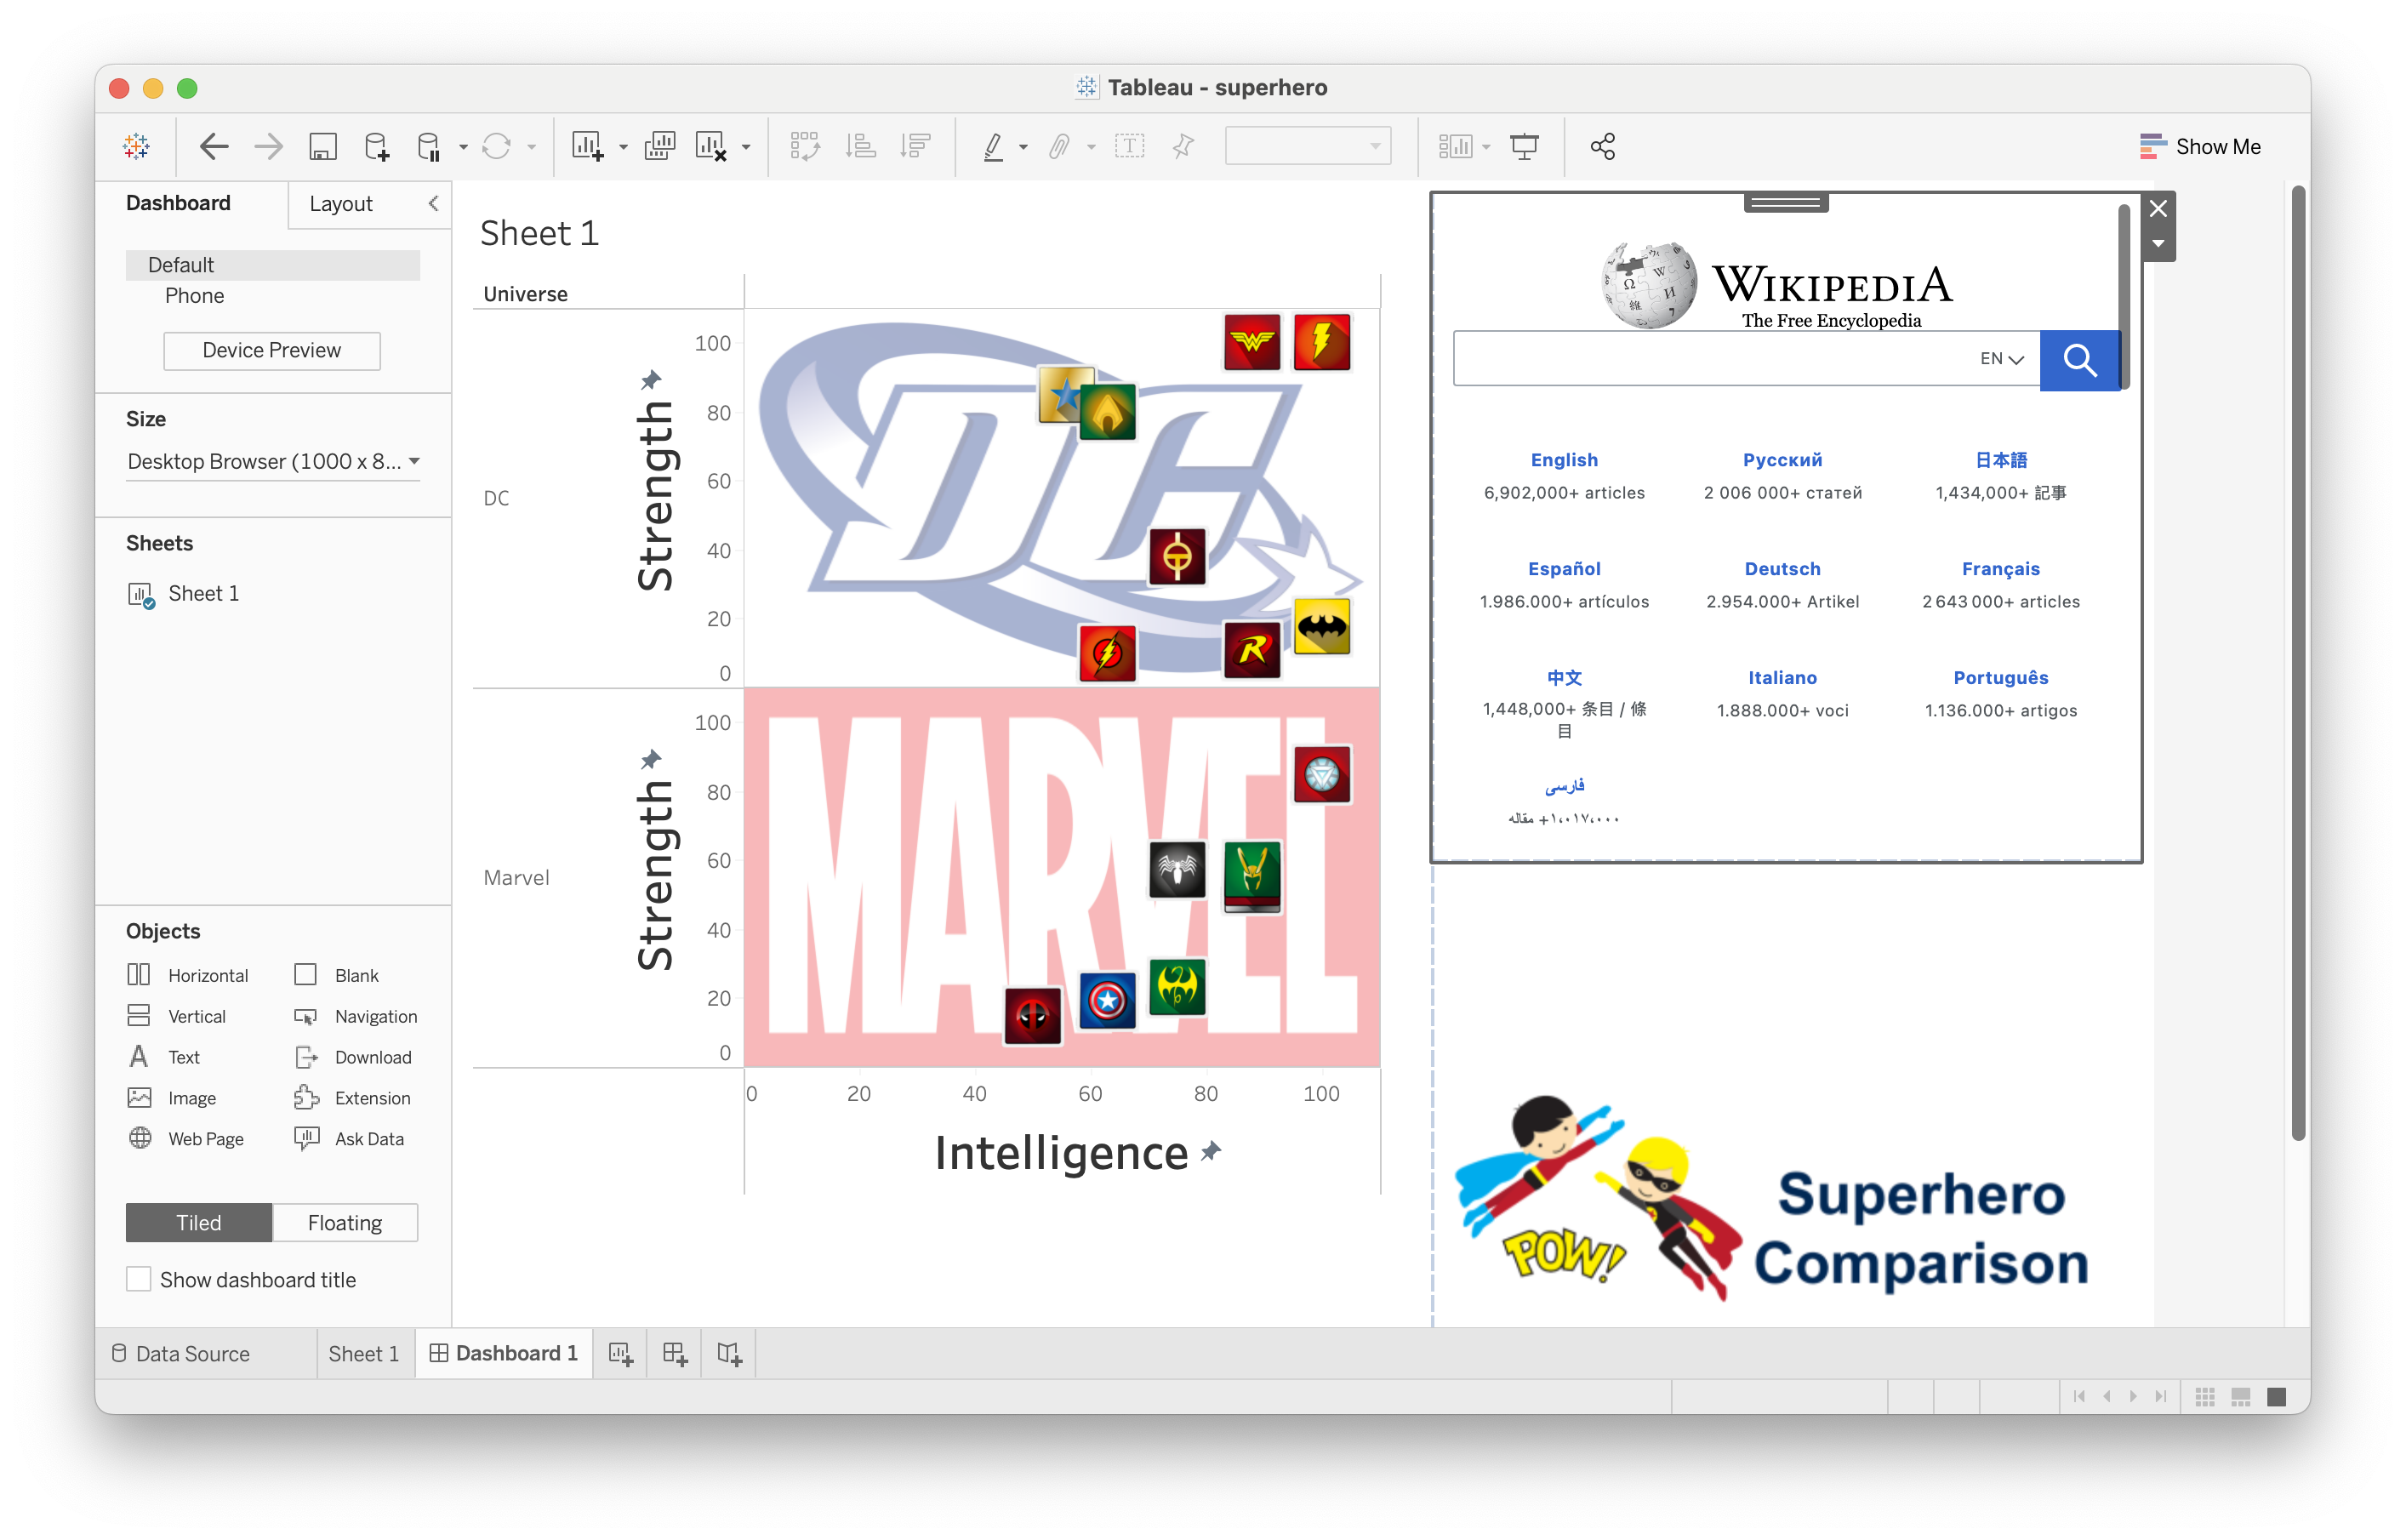 Tableau - superhero
Show Me
Dashboard
Layout
Default
Phone
Device Preview
Size
Desktop Browser (1000 x 8...
Sheets
Sheet 1
Objects
Horizontal
Blank
Vertical
Navigation
Text
Download
Image
Extension
Web Page
Ask Data
Tiled
Floating
Show dashboard title
Sheet 1
Universe
DC
Strength
100
80
60
40
20
0
DC
R
Marvel
Strength
100
80
60
40
20
0
MARVEL
0 20 40 60 80 100
Intelligence
WIKIPEDIA
The Free Encyclopedia
EN
English
6,902,000+ articles
Русский
2 006 000+ статей
日本語
1,434,000+ 記事
Español
1.986.000+ artículos
Deutsch
2.954.000+ Artikel
Français
2 643 000+ articles
中文
1,448,000+ 条目 / 條
目
Italiano
1.888.000+ voci
Português
1.136.000+ artigos
فارسی
۱٬۰۱۷٬۰۰۰+ مقاله
POW!
Superhero
Comparison
Data Source
Sheet 1
Dashboard 1